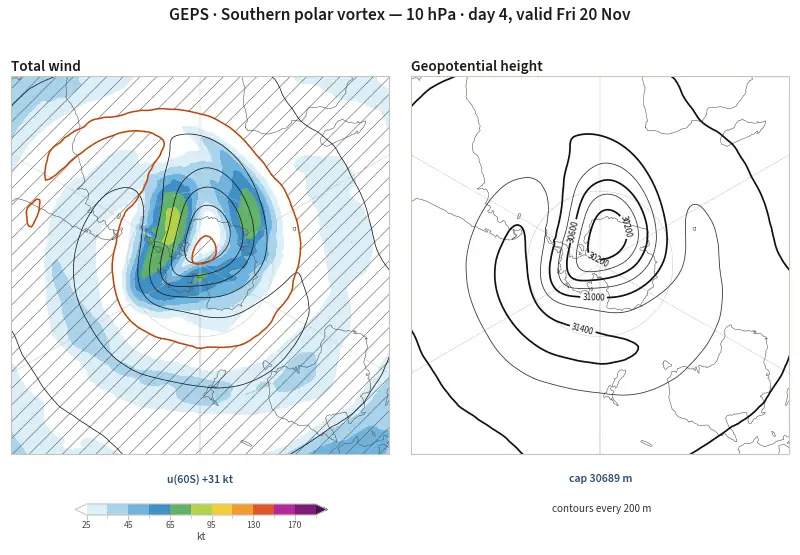 GEPS · Southern polar vortex — 10 hPa · day 4, valid Fri 20 Nov
Total wind
Geopotential height
30200
30600
30200
31000
31400
u(60S) +31 kt
cap 30689 m
contours every 200 m
25 45 65 95 130 170
kt